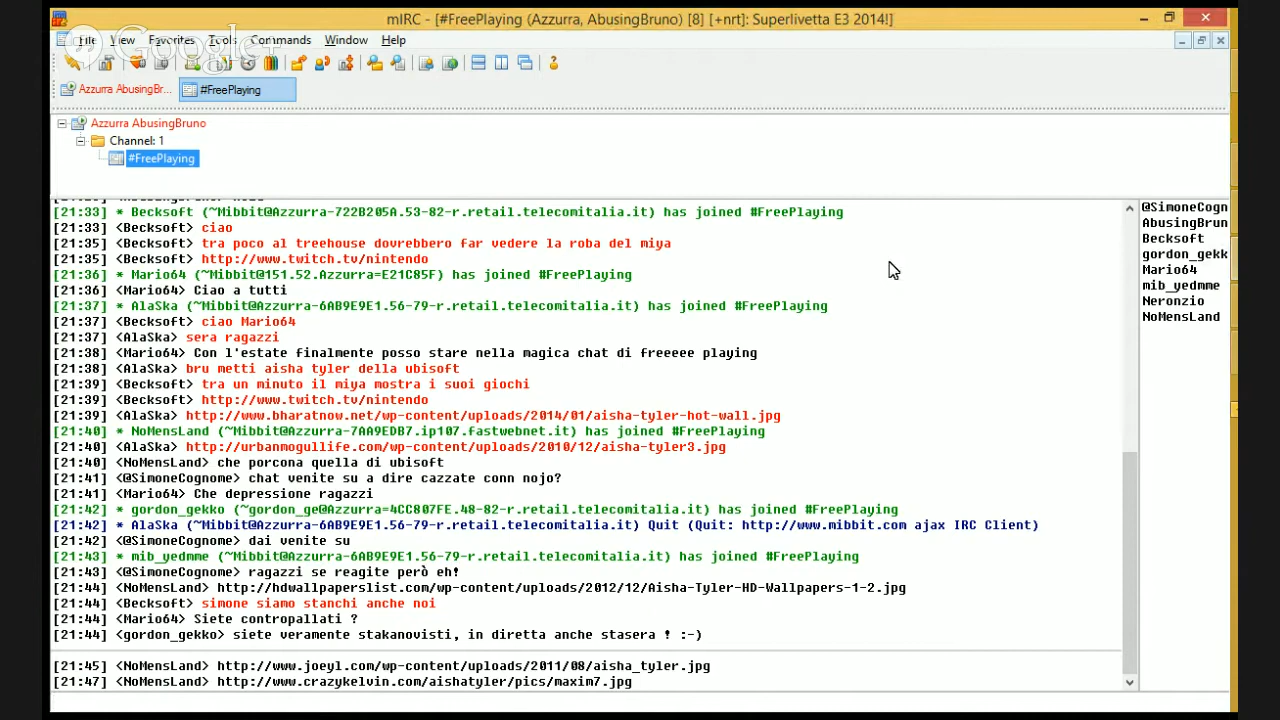 mIRC - [#FreePlaying (Azzurra, AbusingBruno) [8] [+nrt]: Superlivetta E3 2014!]
File View Favorites Tools Commands Window Help
Google+
Azzurra AbusingBr... #FreePlaying
Azzurra AbusingBruno
Channel: 1
#FreePlaying
[21:33] * Becksoft (~Mibbit@Azzurra-722B205A.53-82-r.retail.telecomitalia.it) has joined #FreePlaying
[21:33] <Becksoft> ciao
[21:35] <Becksoft> tra poco al treehouse dovrebbero far vedere la roba del miya
[21:35] <Becksoft> http://www.twitch.tv/nintendo
[21:36] * Mario64 (~Mibbit@151.52.Azzurra=E21C85F) has joined #FreePlaying
[21:36] <Mario64> Ciao a tutti
[21:37] * AlaSka (~Mibbit@Azzurra-6AB9E9E1.56-79-r.retail.telecomitalia.it) has joined #FreePlaying
[21:37] <Becksoft> ciao Mario64
[21:37] <AlaSka> sera ragazzi
[21:38] <Mario64> Con l'estate finalmente posso stare nella magica chat di freeeee playing
[21:38] <AlaSka> bru metti aisha tyler della ubisoft
[21:39] <Becksoft> tra un minuto il miya mostra i suoi giochi
[21:39] <Becksoft> http://www.twitch.tv/nintendo
[21:39] <AlaSka> http://www.bharatnow.net/wp-content/uploads/2014/01/aisha-tyler-hot-wall.jpg
[21:40] * NoMensLand (~Mibbit@Azzurra-7AA9EDB7.ip107.fastwebnet.it) has joined #FreePlaying
[21:40] <AlaSka> http://urbanmogullife.com/wp-content/uploads/2010/12/aisha-tyler3.jpg
[21:40] <NoMensLand> che porcona quella di ubisoft
[21:41] <@SimoneCognome> chat venite su a dire cazzate conn nojo?
[21:41] <Mario64> Che depressione ragazzi
[21:42] * gordon_gekko (~gordon_ge@Azzurra=4CC807FE.48-82-r.retail.telecomitalia.it) has joined #FreePlaying
[21:42] * AlaSka (~Mibbit@Azzurra-6AB9E9E1.56-79-r.retail.telecomitalia.it) Quit (Quit: http://www.mibbit.com ajax IRC Client)
[21:42] <@SimoneCognome> dai venite su
[21:43] * mib_yedmme (~Mibbit@Azzurra-6AB9E9E1.56-79-r.retail.telecomitalia.it) has joined #FreePlaying
[21:43] <@SimoneCognome> ragazzi se reagite però eh!
[21:44] <NoMensLand> http://hdwallpaperslist.com/wp-content/uploads/2012/12/Aisha-Tyler-HD-Wallpapers-1-2.jpg
[21:44] <Becksoft> simone siamo stanchi anche noi
[21:44] <Mario64> Siete contropallati ?
[21:44] <gordon_gekko> siete veramente stakanovisti, in diretta anche stasera ! :-)
[21:45] <NoMensLand> http://www.joeyl.com/wp-content/uploads/2011/08/aisha_tyler.jpg
[21:47] <NoMensLand> http://www.crazykelvin.com/aishatyler/pics/maxim7.jpg
@SimoneCogn
AbusingBrun
Becksoft
gordon_gekk
Mario64
mib_yedmme
Neronzio
NoMensLand